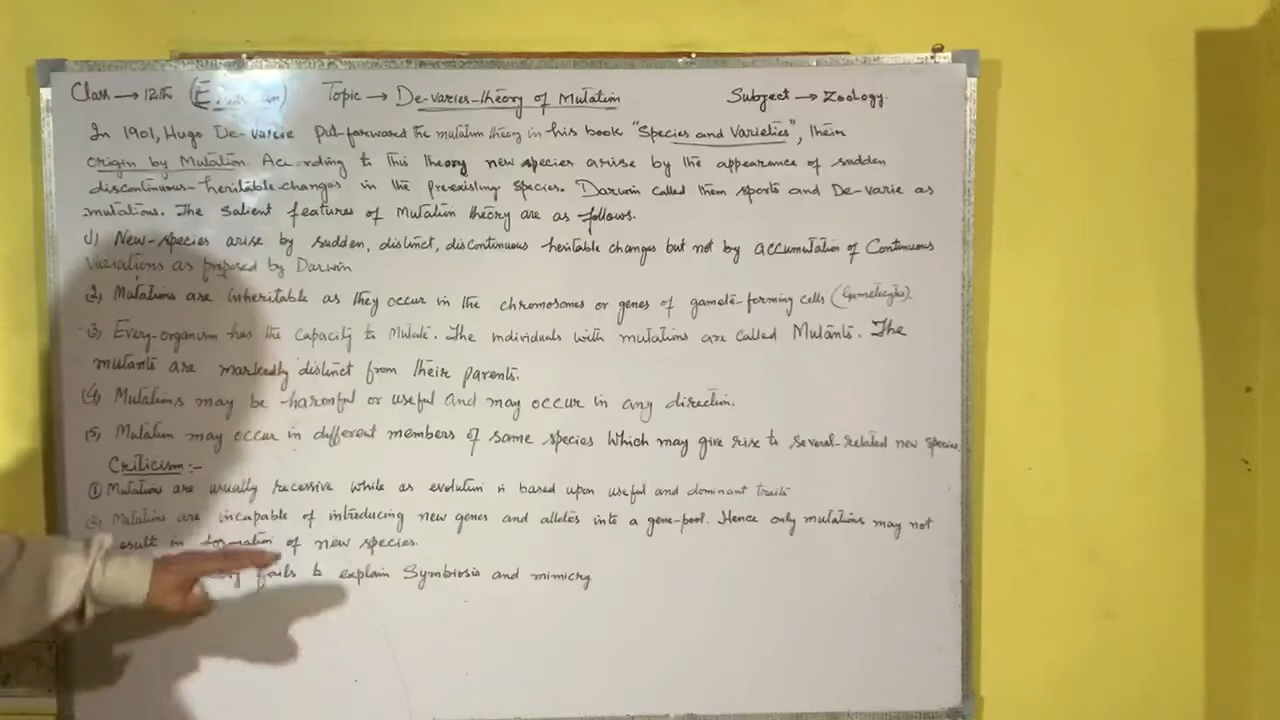 Class → 12th (Evolution) Topic → De-varies-theory of Mutation Subject → Zoology.
In 1901, Hugo De-varie put-forwaed the mutation theory in his book "Species and Varieties", their
origin by Mutation. According to this theory new species arise by the appearance of sudden
discontinuous-heritable-changes in the pre-existing species. Darwin called them sports and De-varie as
mutations. The salient features of Mutation theory are as follows.
(1) New-species arise by sudden, distinct, discontinuous heritable changes but not by accumulation of Continuous
Variations as proposed by Darwin
(2) Mutations are inheritable as they occur in the chromosomes or genes of gamete-forming cells (Gametocytes).
(3) Every-organism has the capacity to Mutate. The individuals with mutations are called Mutants. The
mutants are markedly distinct from their parents.
(4) Mutations may be harmful or useful and may occur in any direction.
(5) Mutation may occur in different members of same species which may give rise to several-related new species.
Criticism :-
① Mutations are usually recessive while as evolution is based upon useful and dominant traits
② Mutations are incapable of introducing new genes and alleles into a gene-pool. Hence only mutations may not
result in formation of new species.
fails to explain Symbiosis and mimicry